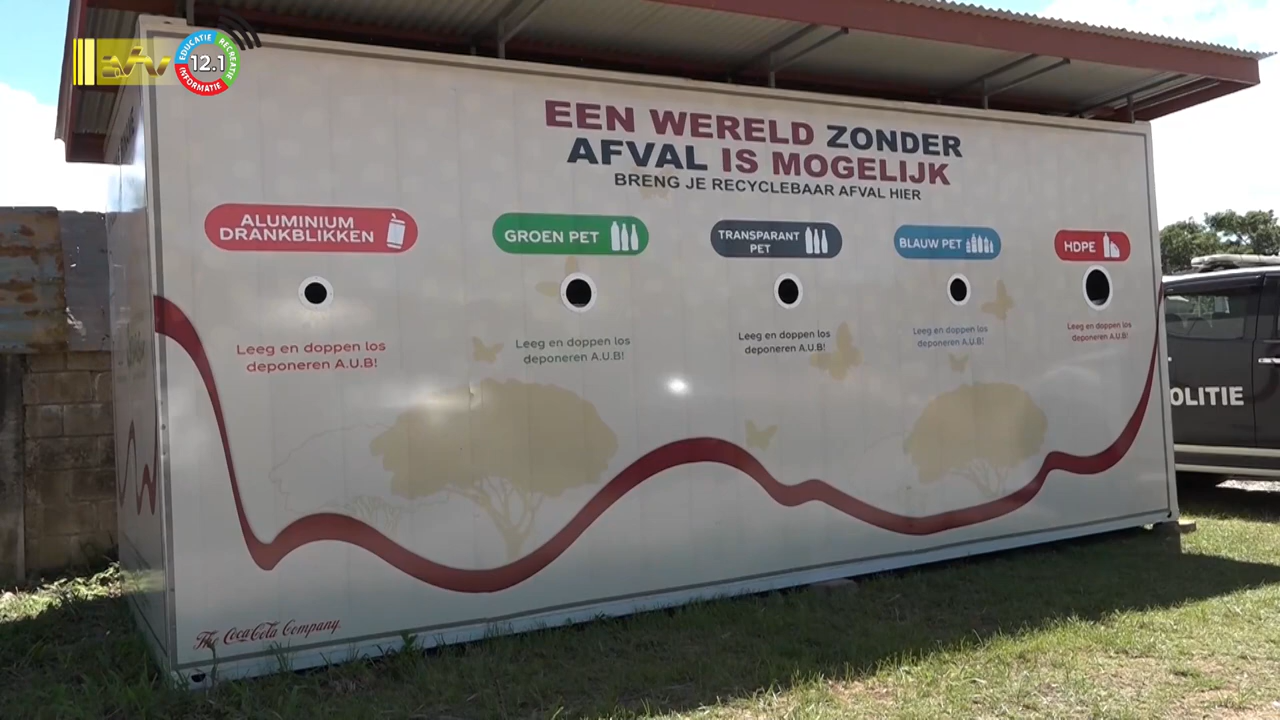 EDUCATIE
RECREATIE
INFORMATIE
12.1
EEN WERELD ZONDER
AFVAL IS MOGELIJK
BRENG JE RECYCLEBAAR AFVAL HIER
ALUMINIUM
DRANKBLIKKEN
GROEN PET
TRANSPARANT
PET
BLAUW PET
HDPE
Leeg en doppen los
deponeren A.U.B!
Leeg en doppen los
deponeren A.U.B!
Leeg en doppen los
deponeren A.U.B!
Leeg en doppen los
deponeren A.U.B!
Leeg en doppen los
deponeren A.U.B!
OLITIE
The Coca-Cola Company.